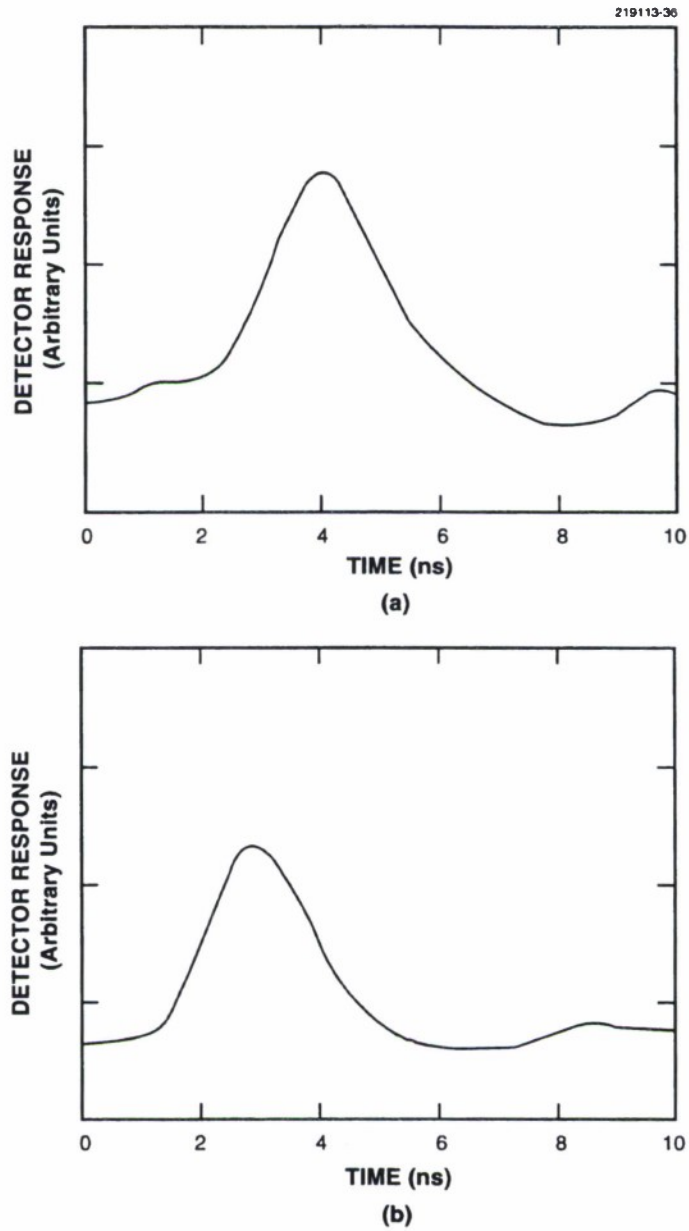 219113-36
DETECTOR RESPONSE
(Arbitrary Units)
0 2 4 6 8 10
TIME (ns)
(a)
DETECTOR RESPONSE
(Arbitrary Units)
0 2 4 6 8 10
TIME (ns)
(b)